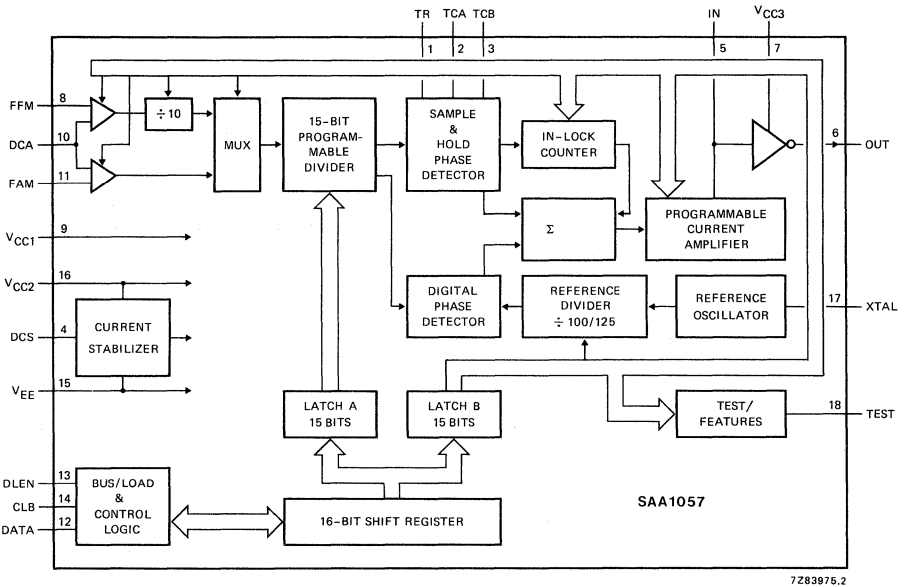 TR TCA TCB IN VCC3
1 2 3 5 7
FFM 8
÷10
DCA 10
FAM 11
MUX
15-BIT
PROGRAM-
MABLE
DIVIDER
SAMPLE
&
HOLD
PHASE
DETECTOR
IN-LOCK
COUNTER
6 OUT
Σ
PROGRAMMABLE
CURRENT
AMPLIFIER
VCC1 9
VCC2 16
DCS 4
CURRENT
STABILIZER
VEE 15
DIGITAL
PHASE
DETECTOR
REFERENCE
DIVIDER
÷ 100/125
REFERENCE
OSCILLATOR
17 XTAL
LATCH A
15 BITS
LATCH B
15 BITS
TEST/
FEATURES
18 TEST
DLEN 13
CLB 14
DATA 12
BUS/LOAD
&
CONTROL
LOGIC
16-BIT SHIFT REGISTER
SAA1057
7Z83975.2